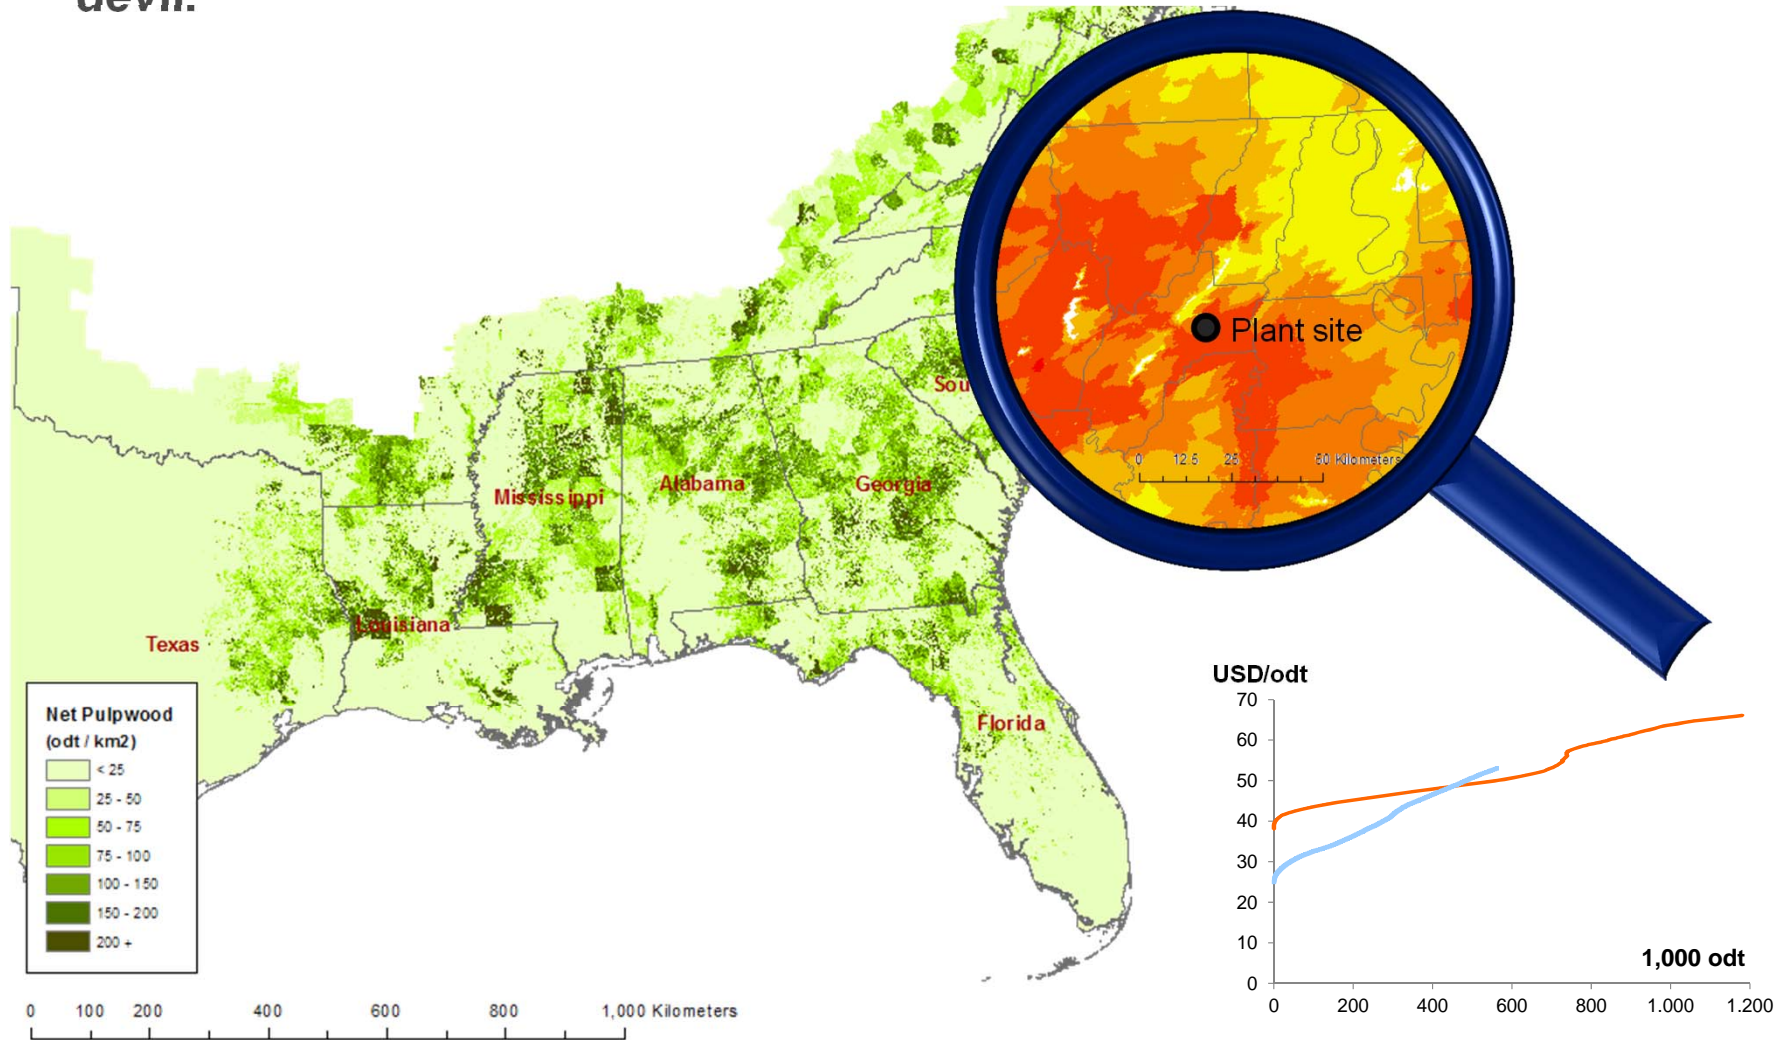 devil.
Plant site
0 12.5 25 50 Kilometers
Mississippi
Alabama
Georgia
Sou
Texas
Louisiana
Florida
Net Pulpwood
(odt / km2)
< 25
25 - 50
50 - 75
75 - 100
100 - 150
150 - 200
200 +
0 100 200 400 600 800 1,000 Kilometers
USD/odt
70
60
50
40
30
20
10
0
1,000 odt
0 200 400 600 800 1.000 1.200